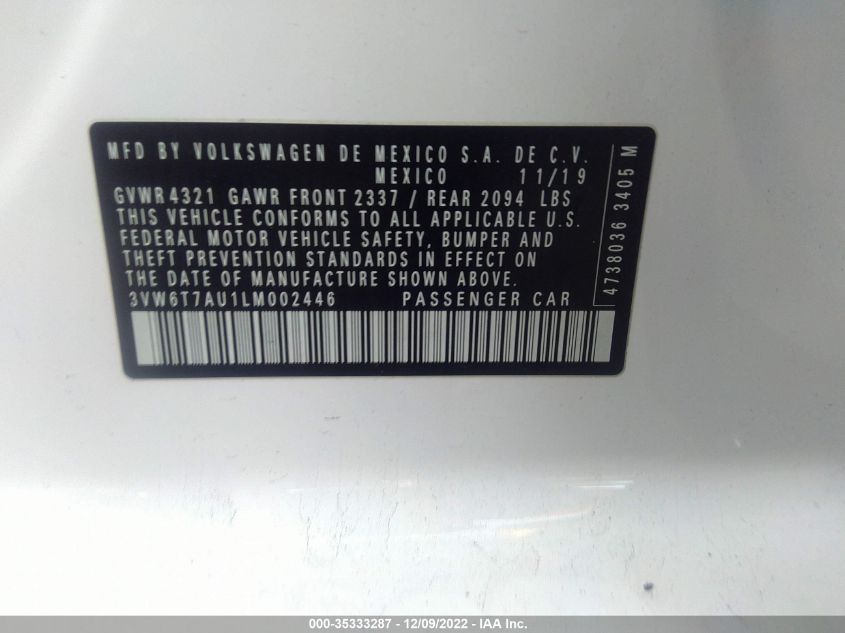 MFD BY VOLKSWAGEN DE MEXICO S.A. DE C.V.
MEXICO 11/19
GVWR 4321 GAWR FRONT 2337 / REAR 2094 LBS
THIS VEHICLE CONFORMS TO ALL APPLICABLE U.S.
FEDERAL MOTOR VEHICLE SAFETY, BUMPER AND
THEFT PREVENTION STANDARDS IN EFFECT ON
THE DATE OF MANUFACTURE SHOWN ABOVE.
3VW6T7AU1LM002446 PASSENGER CAR
4738036 3405 M
000-35333287 - 12/09/2022 - IAA Inc.